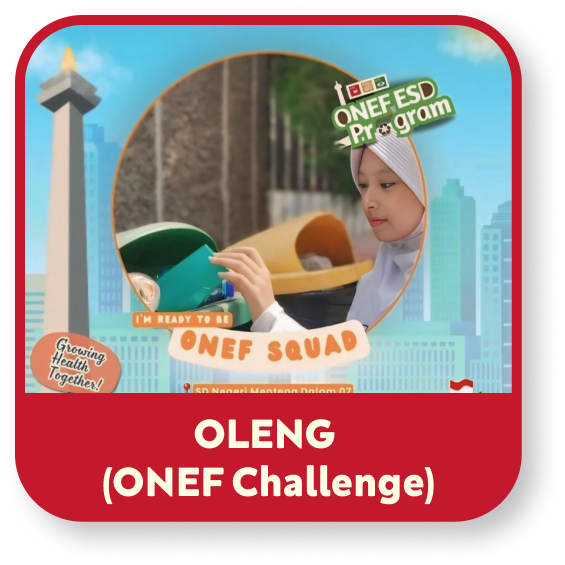 ONEF ESD
Program
I'M READY TO BE
ONEF SQUAD
Growing
Health
Together!
SD Negeri Menteng Dalam 07
OLENG
(ONEF Challenge)